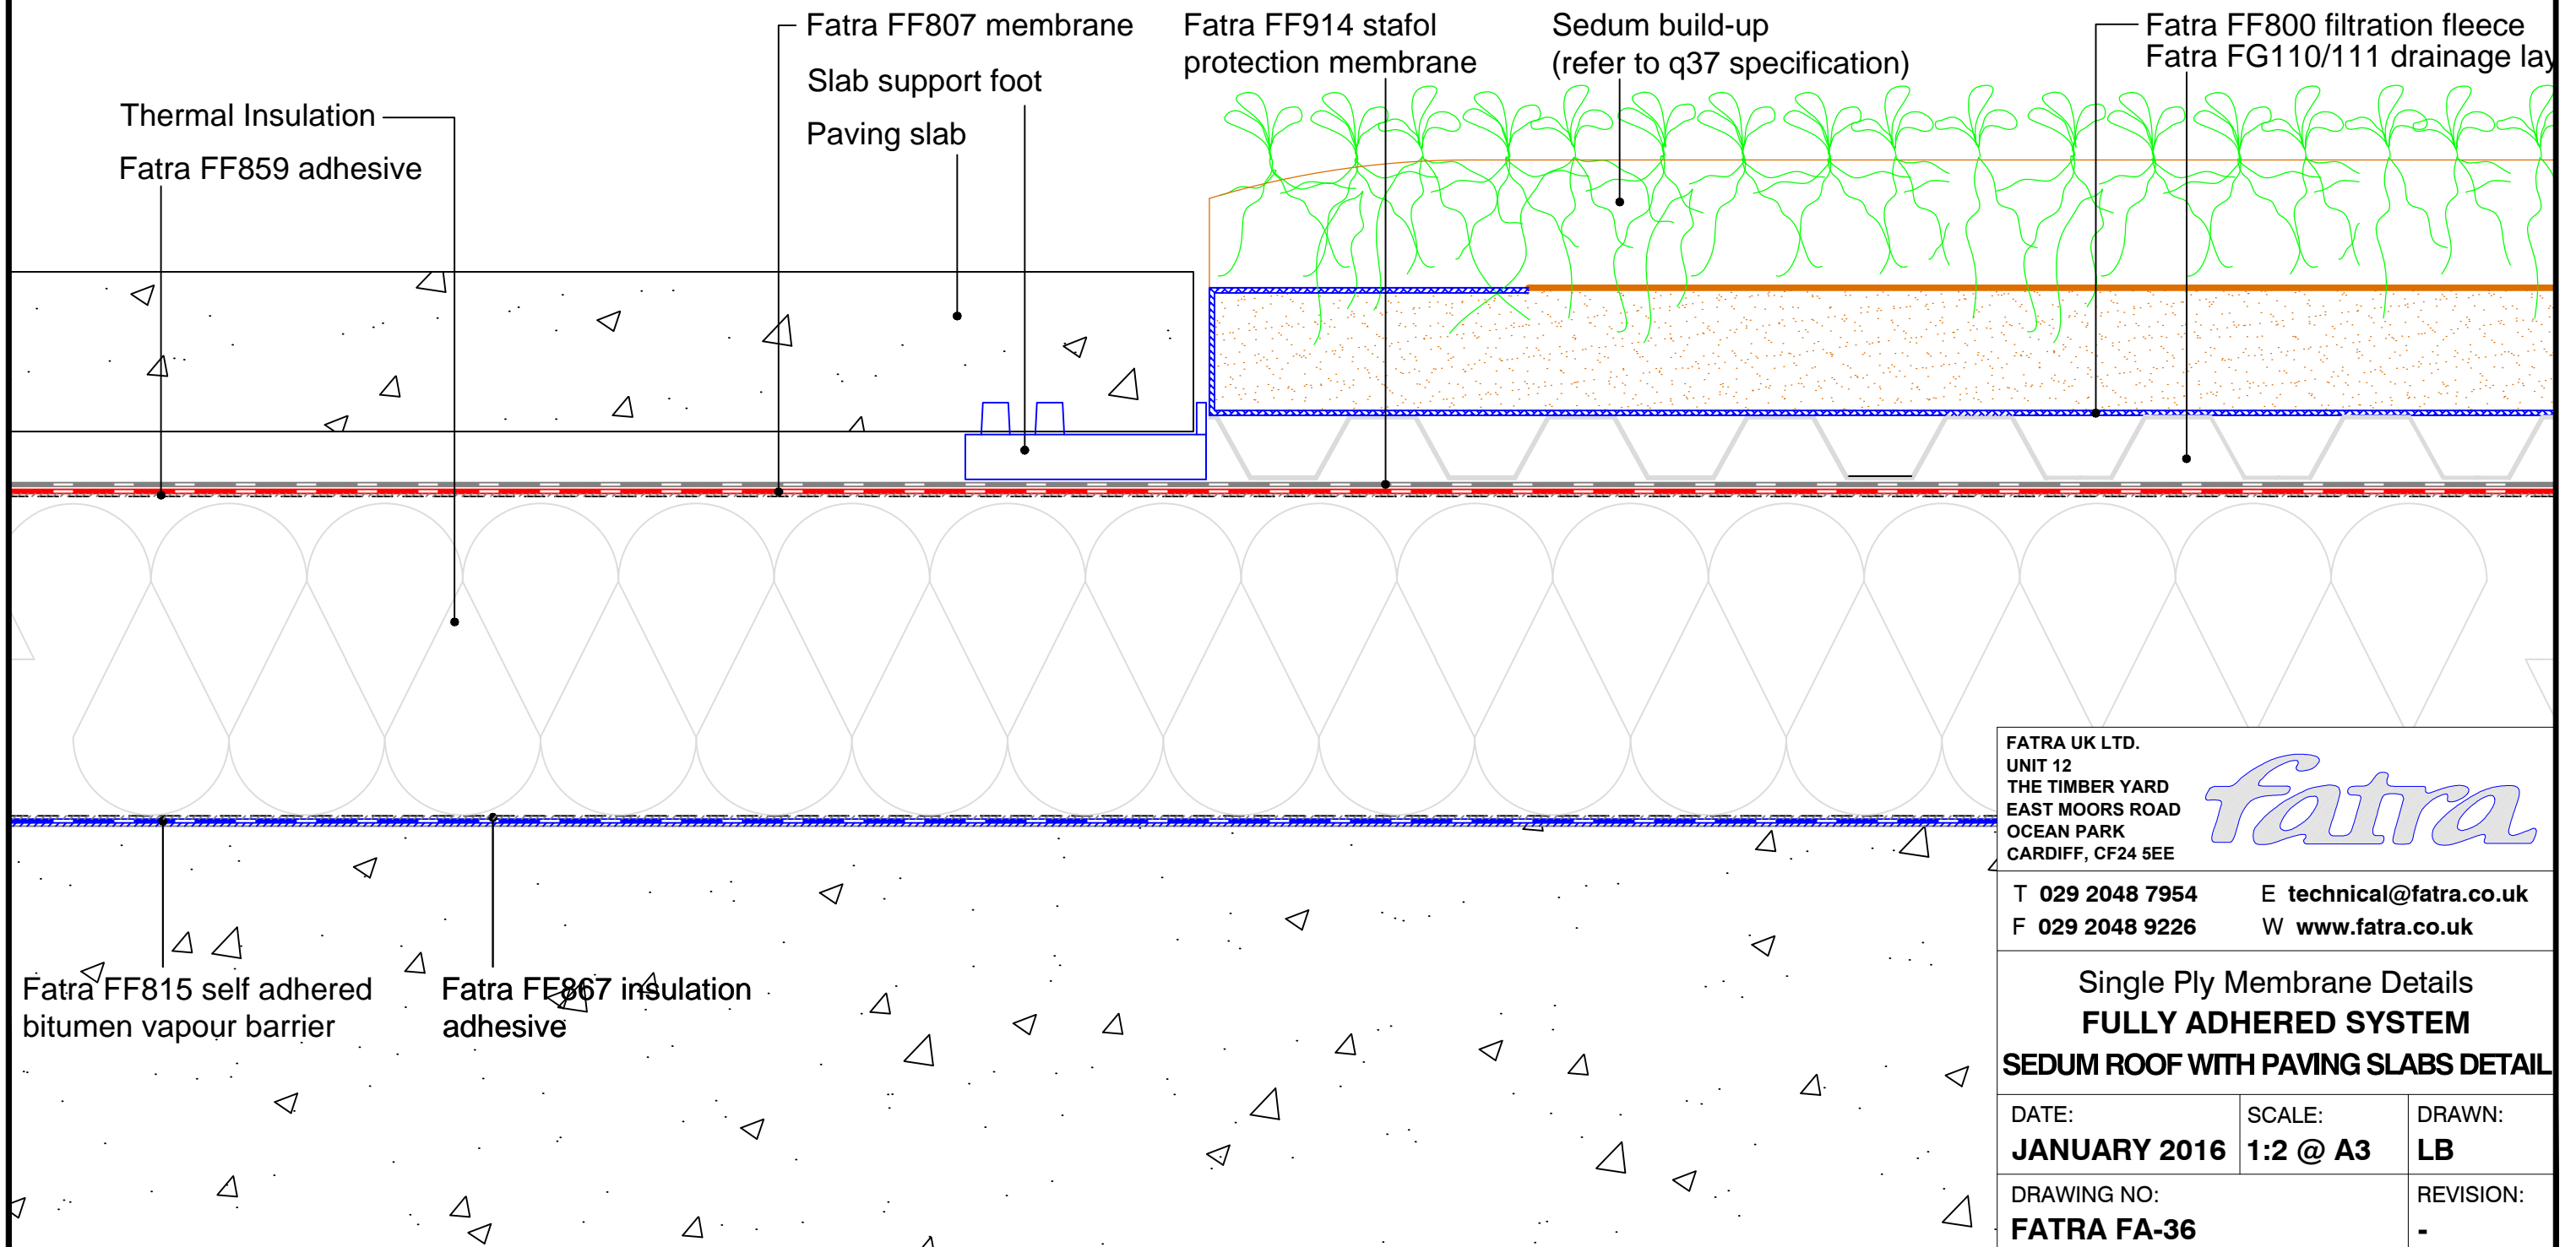 Fatra FF807 membrane
Slab support foot
Paving slab
Fatra FF914 stafol
protection membrane
Sedum build-up
(refer to q37 specification)
Fatra FF800 filtration fleece
Fatra FG110/111 drainage lay
Thermal Insulation
Fatra FF859 adhesive
Fatra FF815 self adhered
bitumen vapour barrier
Fatra FF867 insulation
adhesive
FATRA UK LTD.
UNIT 12
THE TIMBER YARD
EAST MOORS ROAD
OCEAN PARK
CARDIFF, CF24 5EE
fatra
T 029 2048 7954
E technical@fatra.co.uk
F 029 2048 9226
W www.fatra.co.uk
Single Ply Membrane Details
FULLY ADHERED SYSTEM
SEDUM ROOF WITH PAVING SLABS DETAIL
DATE:
JANUARY 2016
SCALE:
1:2 @ A3
DRAWN:
LB
DRAWING NO:
FATRA FA-36
REVISION:
-